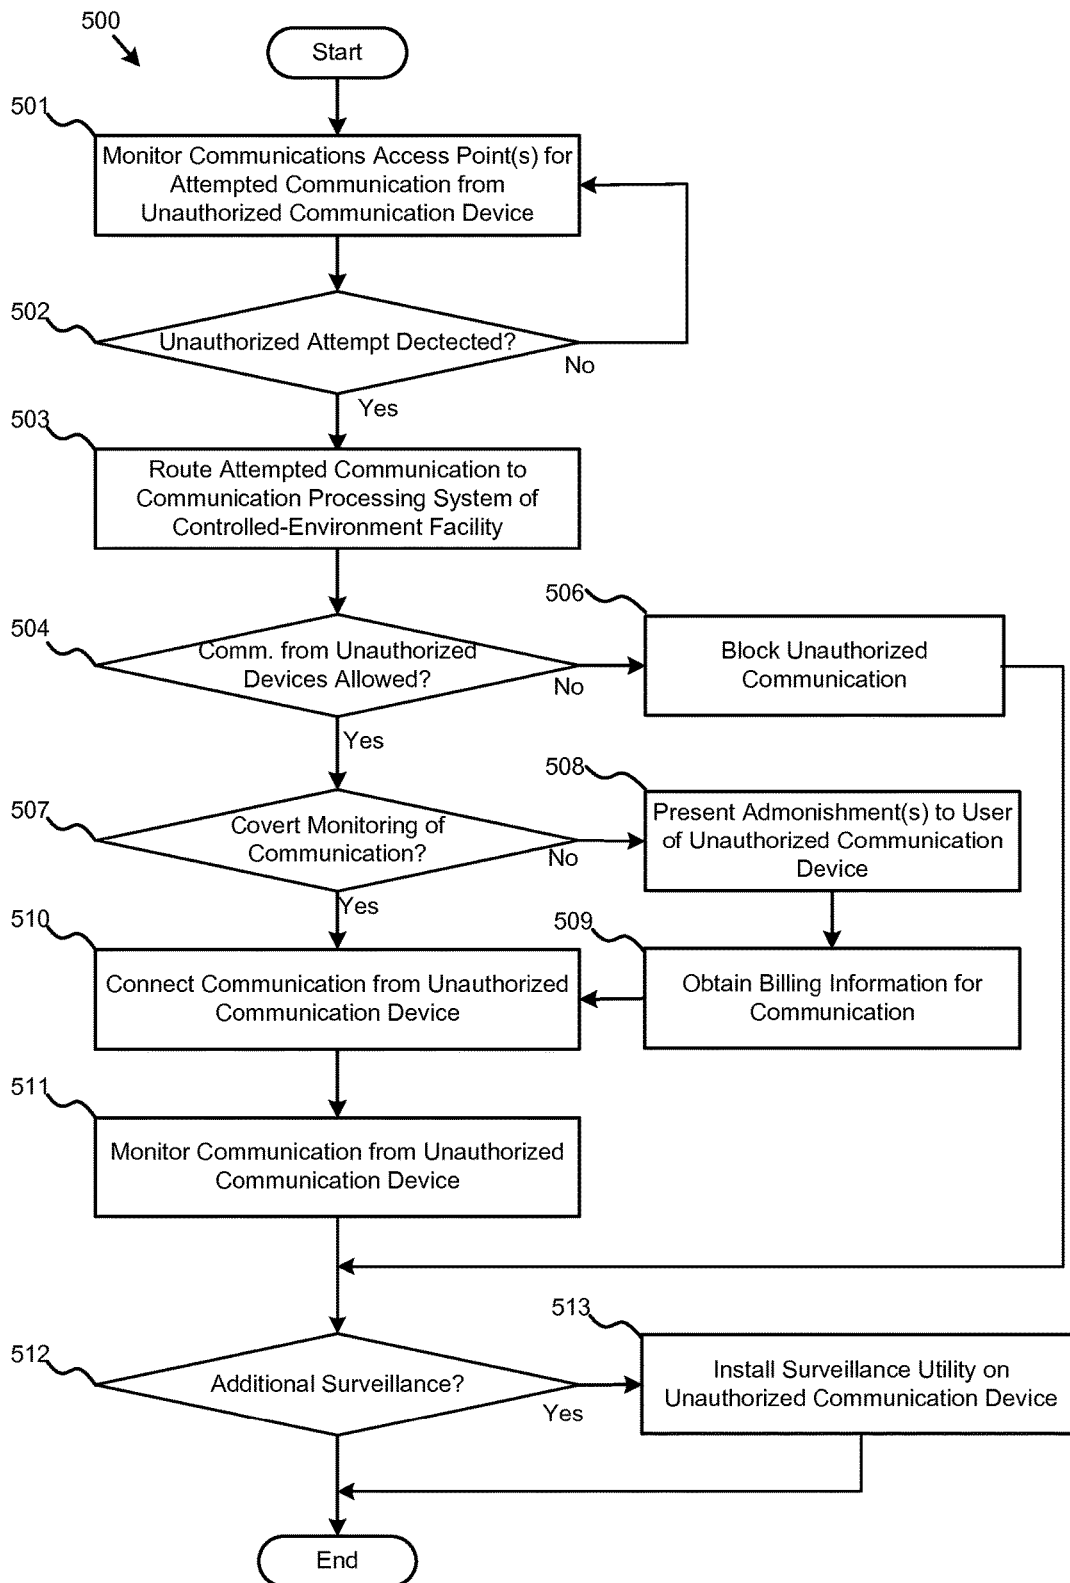 500
Start
501
Monitor Communications Access Point(s) for
Attempted Communication from
Unauthorized Communication Device
502
Unauthorized Attempt Dectected?
No
Yes
503
Route Attempted Communication to
Communication Processing System of
Controlled-Environment Facility
504
Comm. from Unauthorized
Devices Allowed?
No
Yes
506
Block Unauthorized
Communication
507
Covert Monitoring of
Communication?
No
Yes
508
Present Admonishment(s) to User
of Unauthorized Communication
Device
509
Obtain Billing Information for
Communication
510
Connect Communication from Unauthorized
Communication Device
511
Monitor Communication from Unauthorized
Communication Device
512
Additional Surveillance?
Yes
513
Install Surveillance Utility on
Unauthorized Communication Device
End